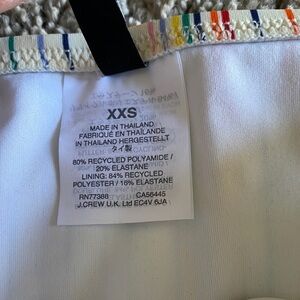 XXS
MADE IN THAILAND
FABRIQUÉ EN THAÏLANDE
IN THAILAND HERGESTELLT
タイ製
80% RECYCLED POLYAMIDE /
20% ELASTANE
LINING: 84% RECYCLED
POLYESTER / 16% ELASTANE
RN77388 CA56445
J.CREW U.K. Ltd EC4V 6JA